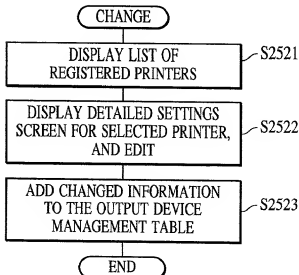 CHANGE
DISPLAY LIST OF
REGISTERED PRINTERS
S2521
DISPLAY DETAILED SETTINGS
SCREEN FOR SELECTED PRINTER,
AND EDIT
S2522
ADD CHANGED INFORMATION
TO THE OUTPUT DEVICE
MANAGEMENT TABLE
S2523
END